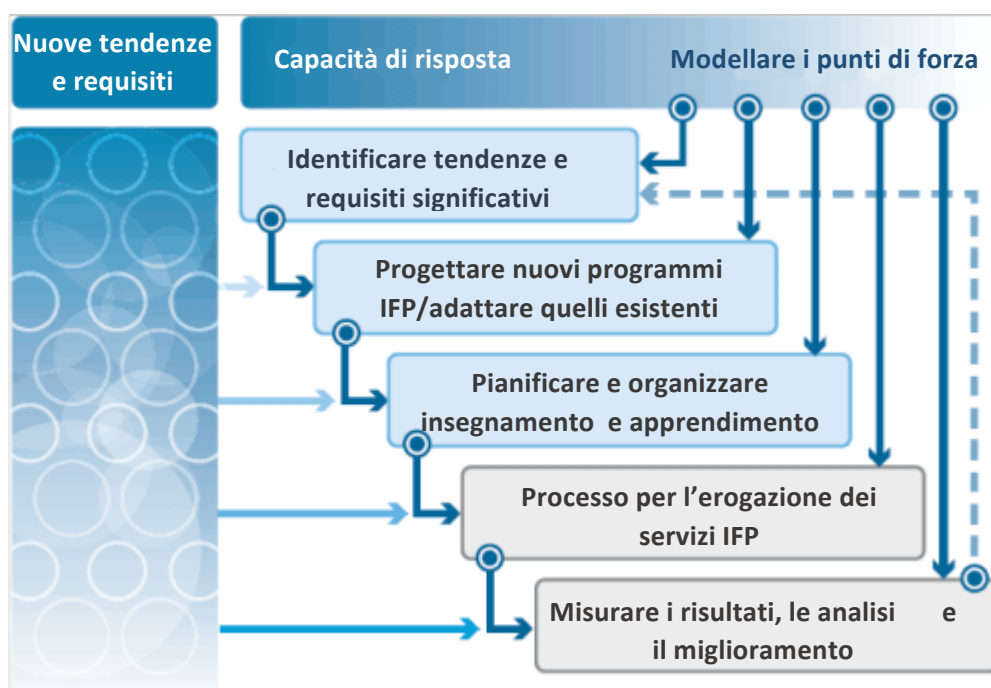 Nuove tendenze
e requisiti
Capacità di risposta
Modellare i punti di forza
Identificare tendenze e
requisiti significativi
Progettare nuovi programmi
IFP/adattare quelli esistenti
Pianificare e organizzare
insegnamento e apprendimento
Processo per l’erogazione dei
servizi IFP
Misurare i risultati, le analisi e
il miglioramento